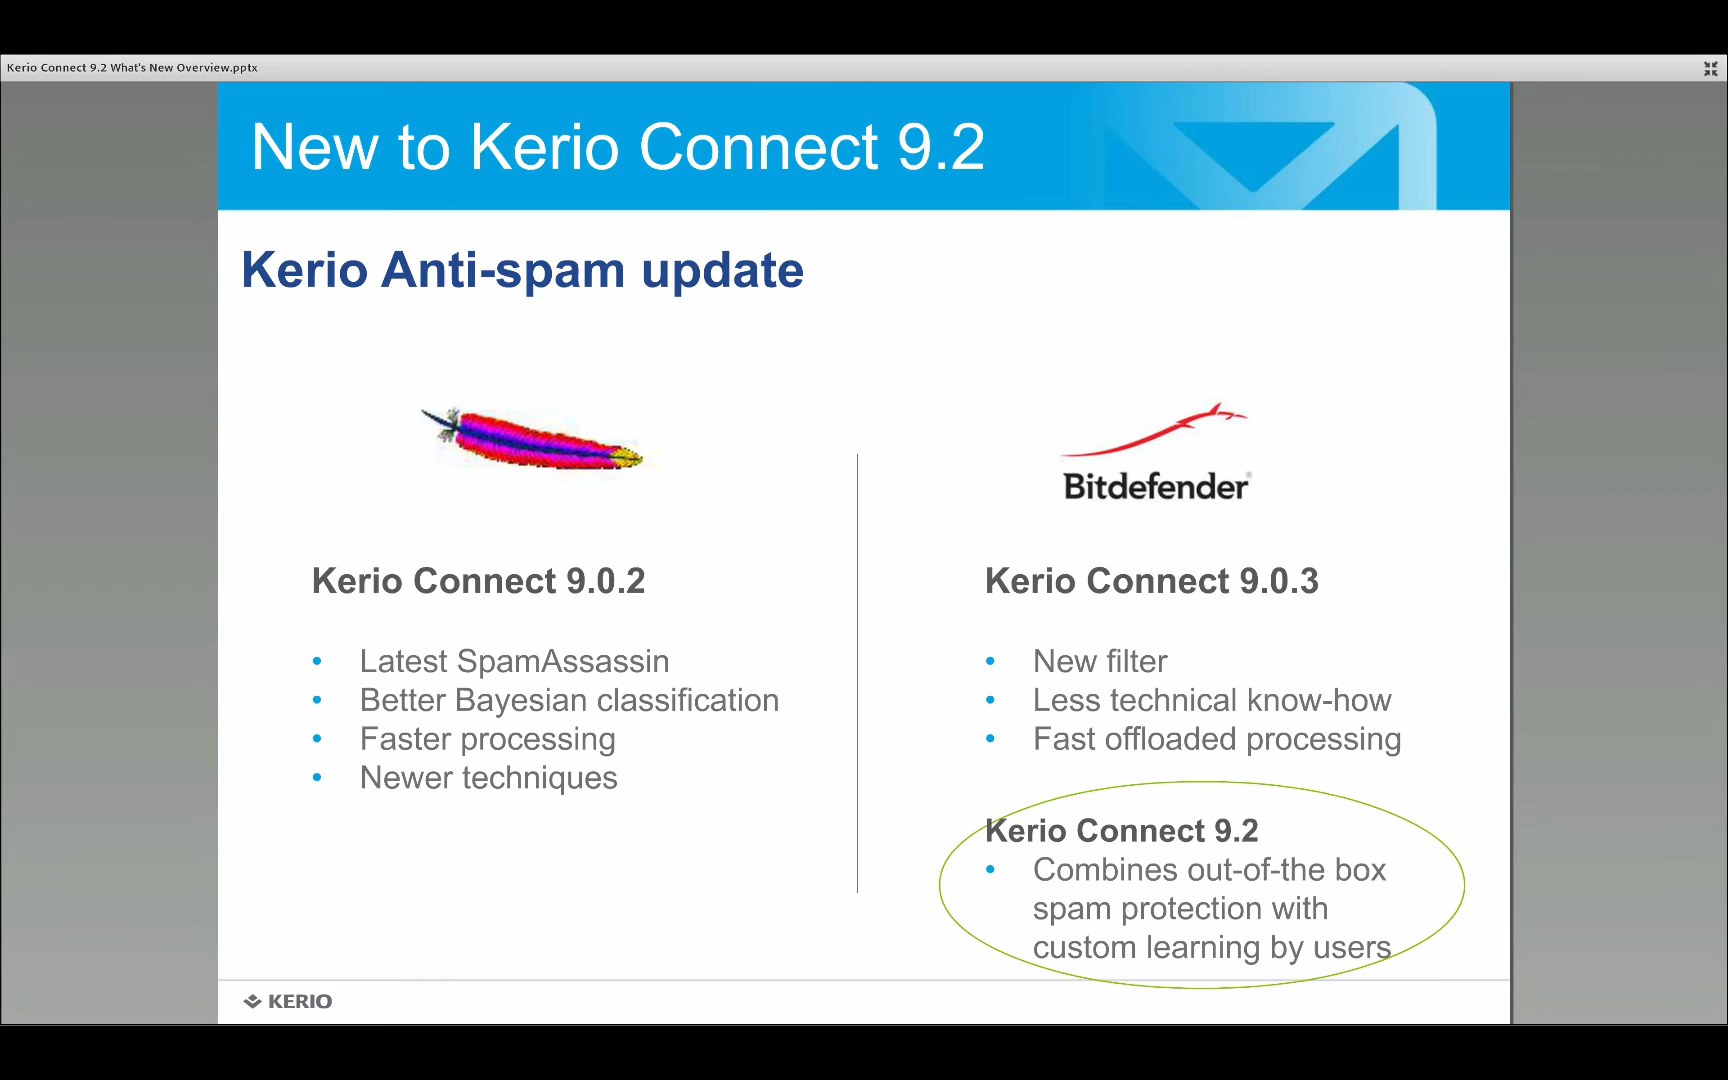 Kerio Connect 9.2 What's New Overview.pptx
New to Kerio Connect 9.2
Kerio Anti-spam update
Bitdefender®
Kerio Connect 9.0.2
• Latest SpamAssassin
• Better Bayesian classification
• Faster processing
• Newer techniques
Kerio Connect 9.0.3
• New filter
• Less technical know-how
• Fast offloaded processing
Kerio Connect 9.2
• Combines out-of-the box
spam protection with
custom learning by users
KERIO